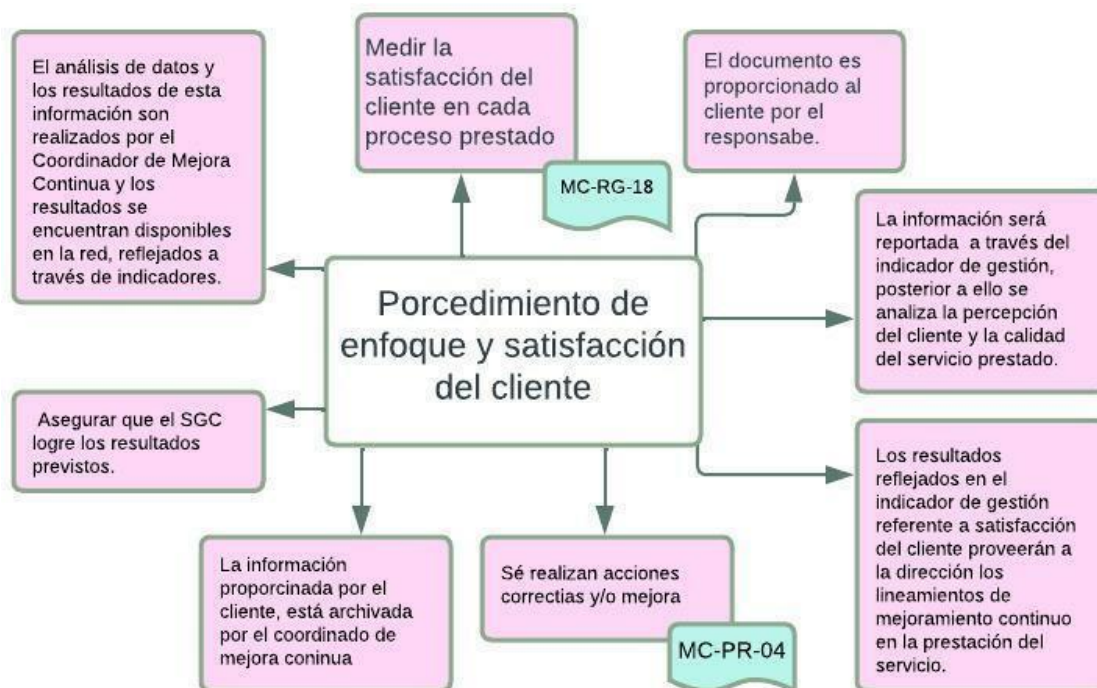 El análisis de datos y
los resultados de esta
información son
realizados por el
Coordinador de Mejora
Continua y los
resultados se
encuentran disponibles
en la red, reflejados a
través de indicadores.
Medir la
satisfacción del
cliente en cada
proceso prestado
MC-RG-18
El documento es
proporcionado al
cliente por el
responsabe.
La información será
reportada a través del
indicador de gestión,
posterior a ello se
analiza la percepción
del cliente y la calidad
del servicio prestado.
Porcedimiento de
enfoque y satisfacción
del cliente
Asegurar que el SGC
logre los resultados
previstos.
La información
proporcinada por el
cliente, está archivada
por el coordinado de
mejora coninua
Sé realizan acciones
correctias y/o mejora
MC-PR-04
Los resultados
reflejados en el
indicador de gestión
referente a satisfacción
del cliente proveerán a
la dirección los
lineamientos de
mejoramiento continuo
en la prestación del
servicio.